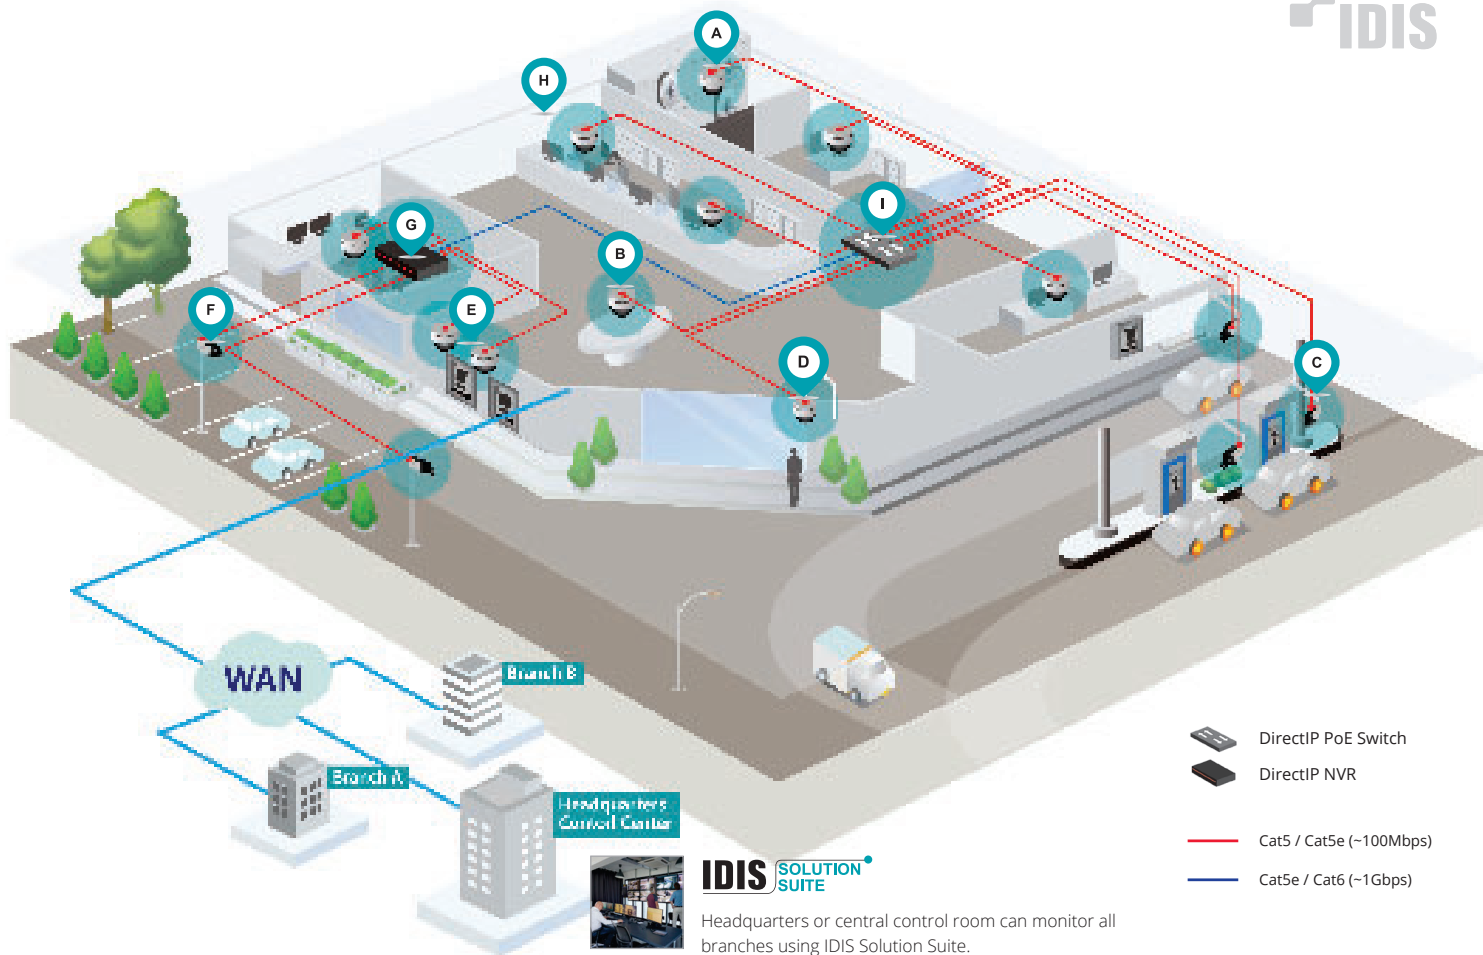 IDIS
A
H
I
G
B
E
F
D
C
WAN
Branch B
Branch A
Headquarters
Control Center
DirectIP PoE Switch
DirectIP NVR
Cat5 / Cat5e (~100Mbps)
Cat5e / Cat6 (~1Gbps)
IDIS SOLUTION
SUITE
Headquarters or central control room can monitor all
branches using IDIS Solution Suite.